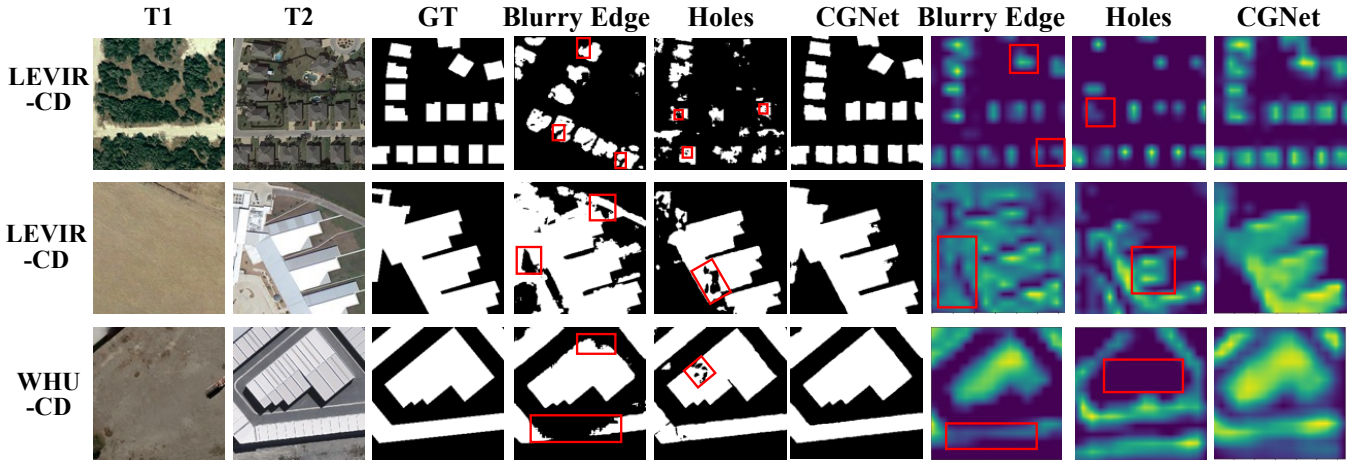 T1 T2 GT Blurry Edge Holes CGNet Blurry Edge Holes CGNet
LEVIR
-CD
LEVIR
-CD
WHU
-CD